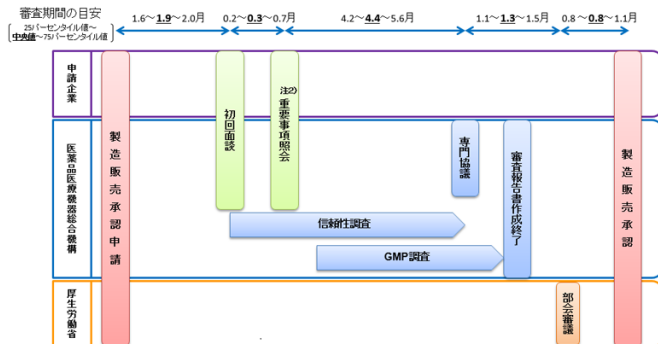 審査期間の目安
25パーセンタイル値～
中央値～75パーセンタイル値
1.6～1.9～2.0月
0.2～0.3～0.7月
4.2～4.4～5.6月
1.1～1.3～1.5月
0.8～0.8～1.1月
申請企業
医薬品医療機器総合機構
厚生労働省
製造販売承認申請
初回面談
注2)
重要事項照会
専門協議
審査報告書作成終了
製造販売承認
信頼性調査
GMP調査
部会審議